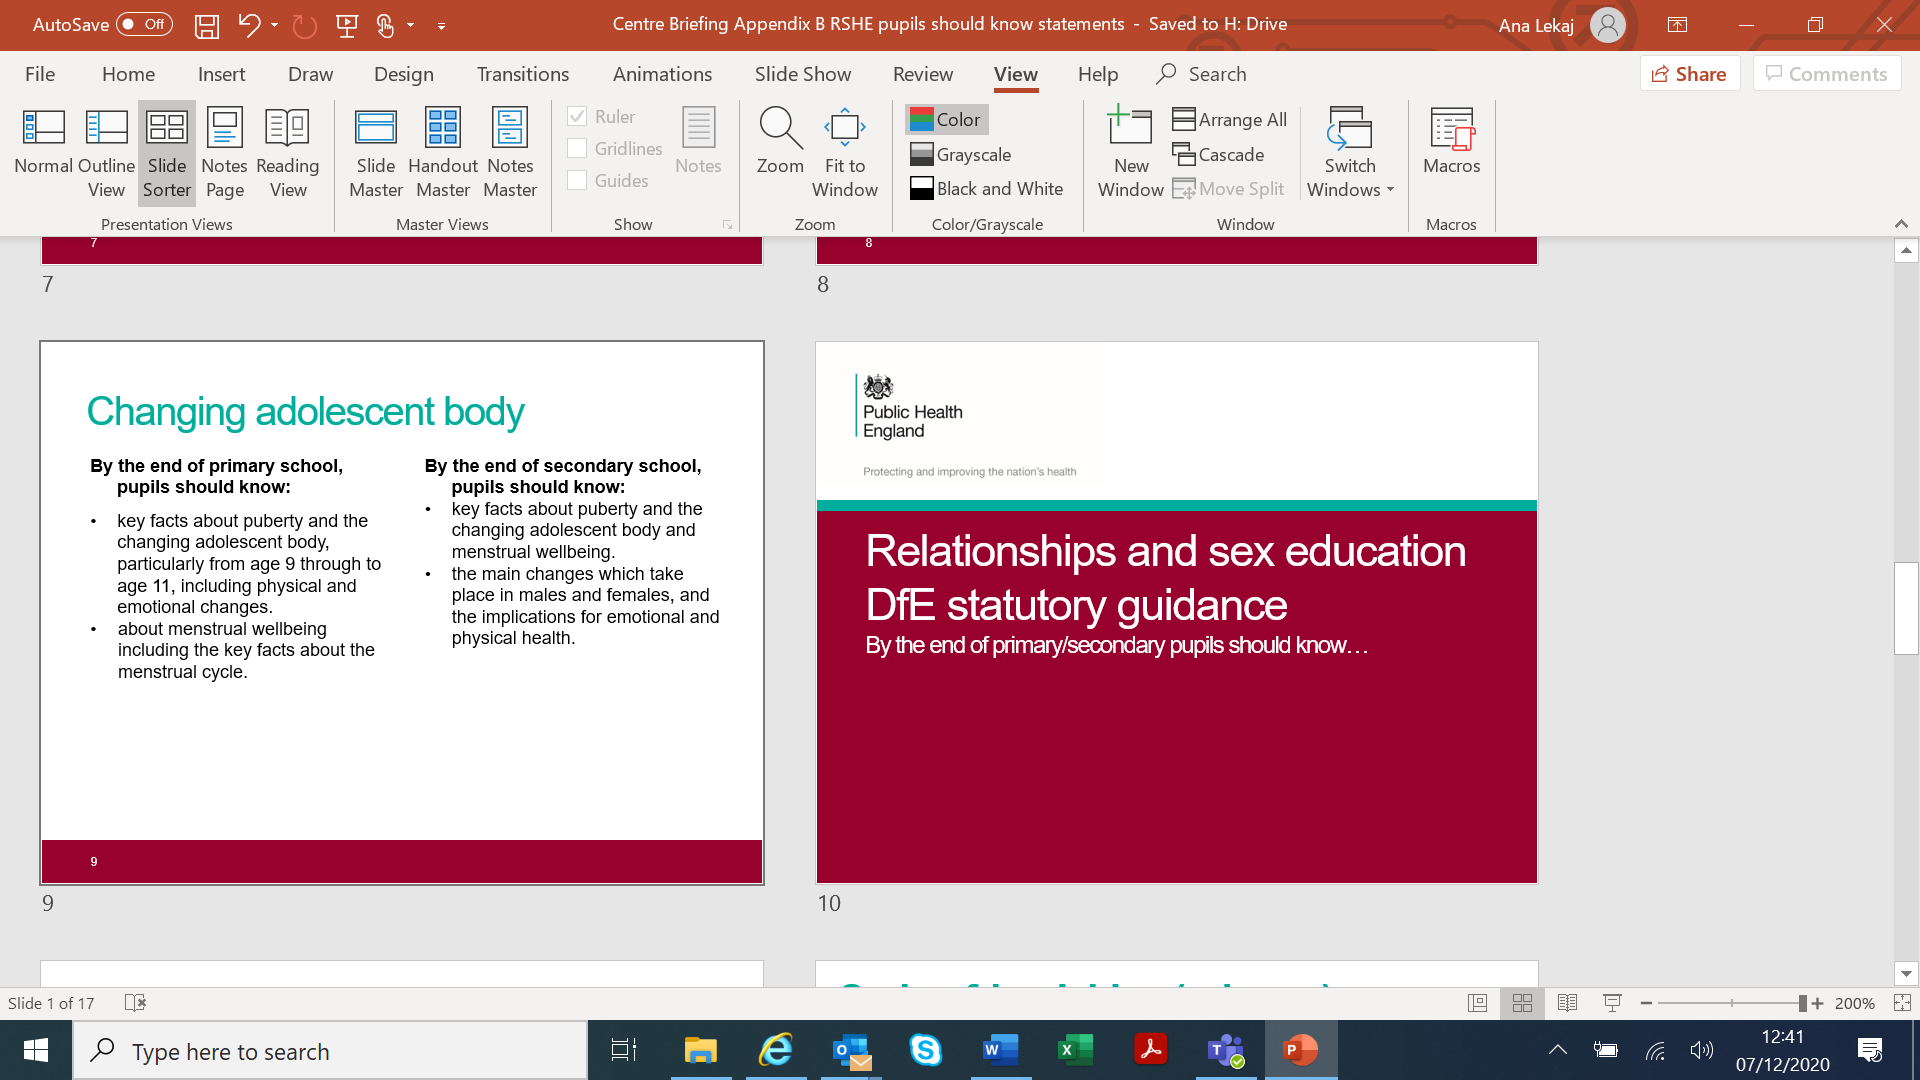 AutoSave Off
Centre Briefing Appendix B RSHE pupils should know statements - Saved to H: Drive
Ana Lekaj
File Home Insert Draw Design Transitions Animations Slide Show Review View Help Search
Share Comments
Normal
Outline View
Slide Sorter
Notes Page
Reading View
Presentation Views
Slide Master
Handout Master
Notes Master
Master Views
Ruler
Gridlines
Guides
Notes
Show
Zoom
Fit to Window
Zoom
Color
Grayscale
Black and White
Color/Grayscale
New Window
Arrange All
Cascade
Move Split
Switch Windows
Window
Macros
Macros
7
8
7
8
Changing adolescent body
By the end of primary school,
pupils should know:
• key facts about puberty and the
changing adolescent body,
particularly from age 9 through to
age 11, including physical and
emotional changes.
• about menstrual wellbeing
including the key facts about the
menstrual cycle.
By the end of secondary school,
pupils should know:
• key facts about puberty and the
changing adolescent body and
menstrual wellbeing.
• the main changes which take
place in males and females, and
the implications for emotional and
physical health.
9
9
Public Health
England
Protecting and improving the nation's health
Relationships and sex education
DfE statutory guidance
By the end of primary/secondary pupils should know…
10
Slide 1 of 17
200%
Type here to search
12:41
07/12/2020